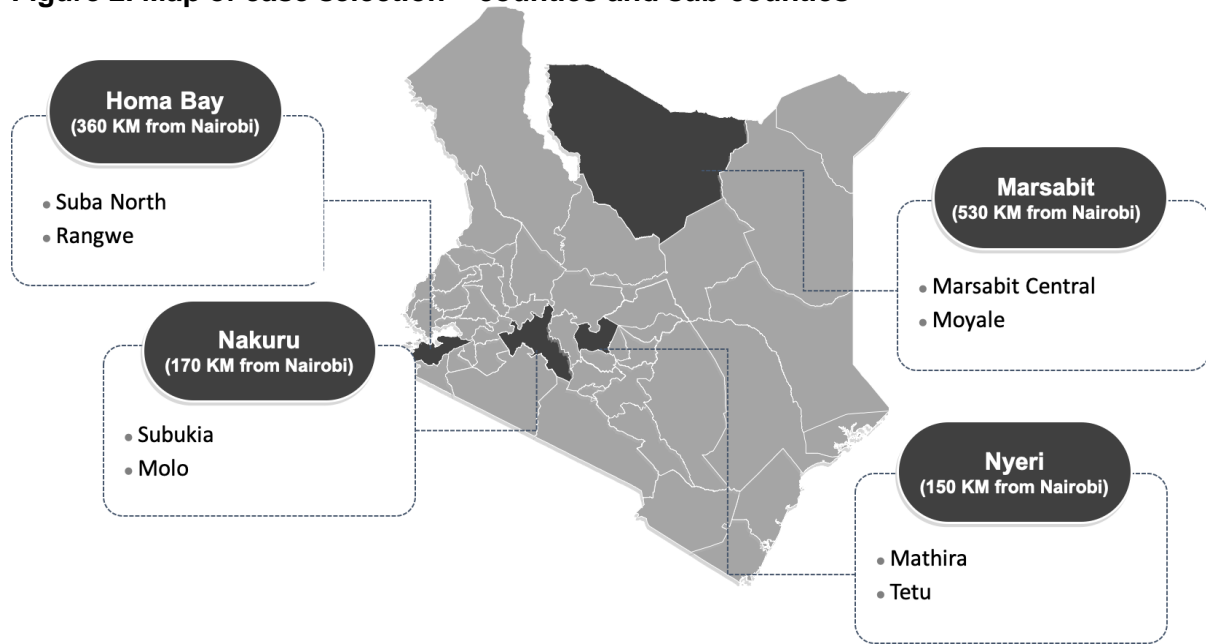 Figure 2. Map of case selection – counties and sub-counties
Homa Bay
(360 KM from Nairobi)
• Suba North
• Rangwe
Marsabit
(530 KM from Nairobi)
• Marsabit Central
• Moyale
Nakuru
(170 KM from Nairobi)
• Subukia
• Molo
Nyeri
(150 KM from Nairobi)
• Mathira
• Tetu